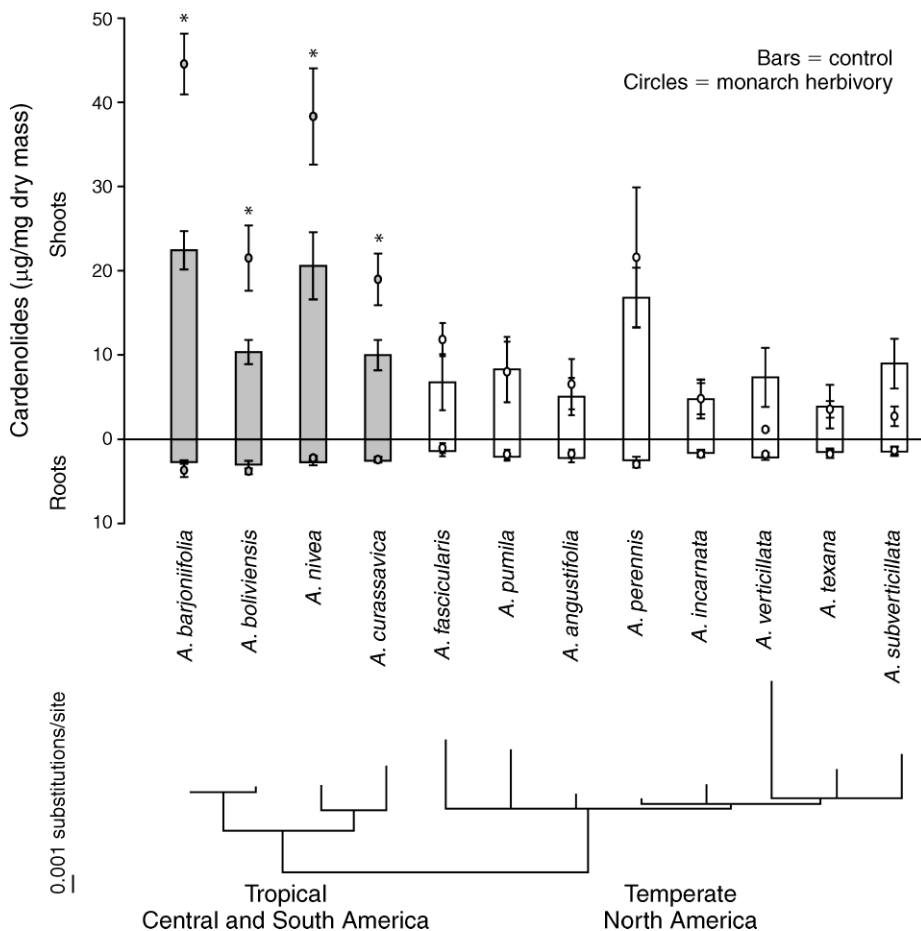 50
40
30
20
10
0
10
Cardenolides (µg/mg dry mass)
Shoots
Roots
* * * *
Bars = control
Circles = monarch herbivory
A. barjoniifolia
A. boliviensis
A. nivea
A. curassavica
A. fascicularis
A. pumila
A. angustifolia
A. perennis
A. incarnata
A. verticillata
A. texana
A. subverticillata
0.001 substitutions/site
Tropical
Central and South America
Temperate
North America